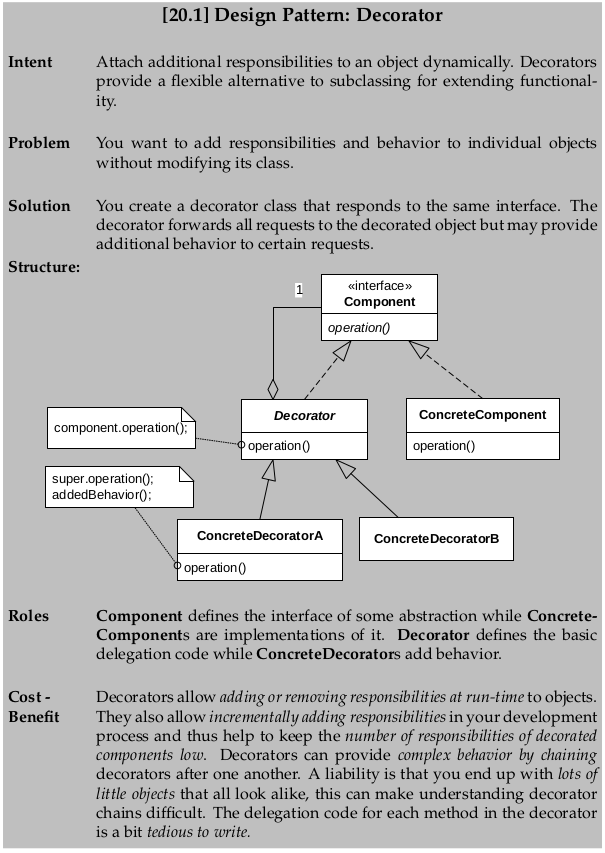 [20.1] Design Pattern: Decorator
Intent
Attach additional responsibilities to an object dynamically. Decorators
provide a flexible alternative to subclassing for extending functional-
ity.
Problem
You want to add responsibilities and behavior to individual objects
without modifying its class.
Solution
You create a decorator class that responds to the same interface. The
decorator forwards all requests to the decorated object but may provide
additional behavior to certain requests.
Structure:
1
«interface»
Component
operation()
Decorator
operation()
ConcreteComponent
operation()
component.operation();
super.operation();
addedBehavior();
ConcreteDecoratorA
operation()
ConcreteDecoratorB
Roles
Component defines the interface of some abstraction while Concrete-
Components are implementations of it. Decorator defines the basic
delegation code while ConcreteDecorators add behavior.
Cost -
Benefit
Decorators allow adding or removing responsibilities at run-time to objects.
They also allow incrementally adding responsibilities in your development
process and thus help to keep the number of responsibilities of decorated
components low. Decorators can provide complex behavior by chaining
decorators after one another. A liability is that you end up with lots of
little objects that all look alike, this can make understanding decorator
chains difficult. The delegation code for each method in the decorator
is a bit tedious to write.